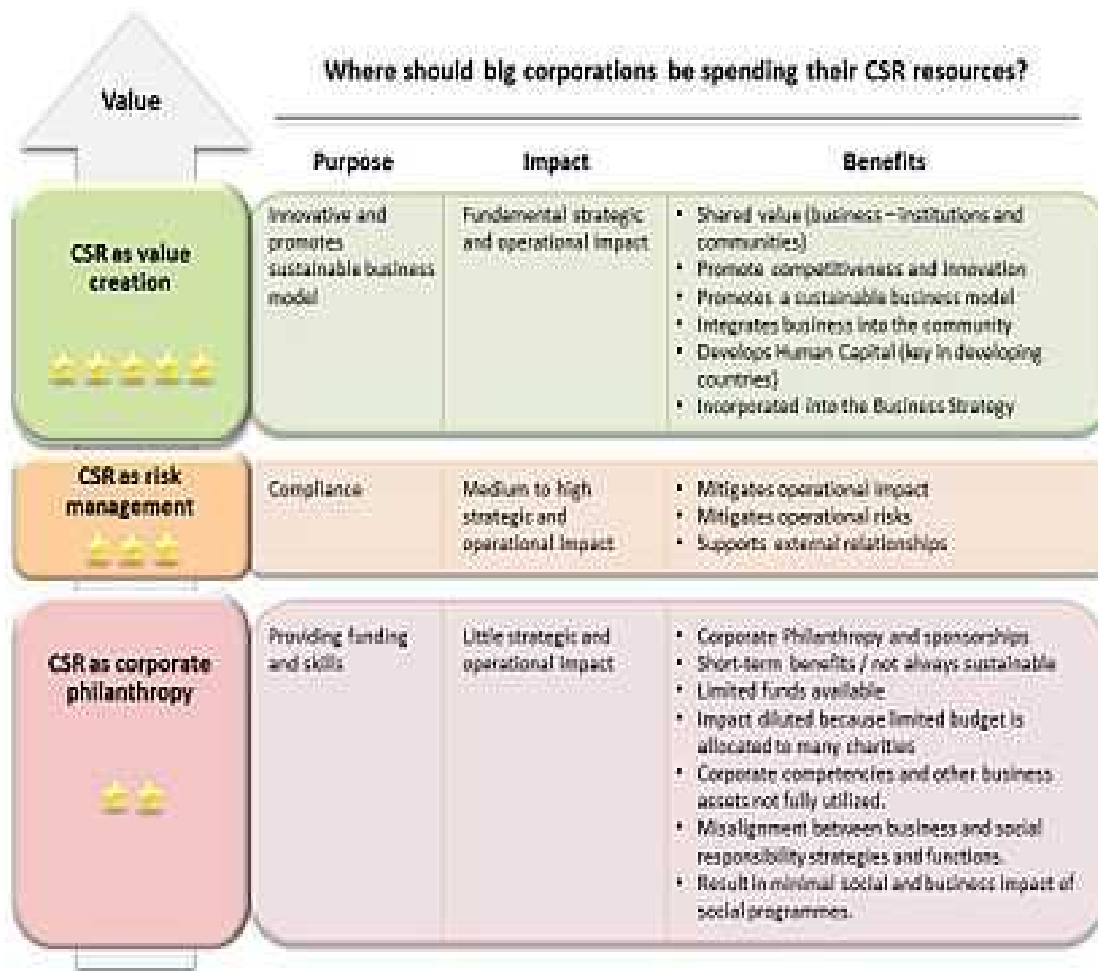 Where should big corporations be spending their CSR resources?
Value
Purpose
Impact
Benefits
CSR as value
creation
Innovative and
promotes
sustainable business
model
Fundamental strategic
and operational impact
• Shared value (business – institutions and
communities)
• Promote competitiveness and innovation
• Promotes a sustainable business model
• Integrates business into the community
• Develops Human Capital (key in developing
countries)
• Incorporated into the Business Strategy
CSR as risk
management
Compliance
Medium to high
strategic and
operational impact
• Mitigates operational impact
• Mitigates operational risks
• Supports external relationships
CSR as corporate
philanthropy
Providing funding
and skills
Little strategic and
operational impact
• Corporate Philanthropy and sponsorships
• Short-term benefits / not always sustainable
• Limited funds available
• Impact diluted because limited budget is
allocated to many charities
• Corporate competencies and other business
assets not fully utilized.
• Misalignment between business and social
responsibility strategies and functions.
• Result in minimal social and business impact of
social programmes.